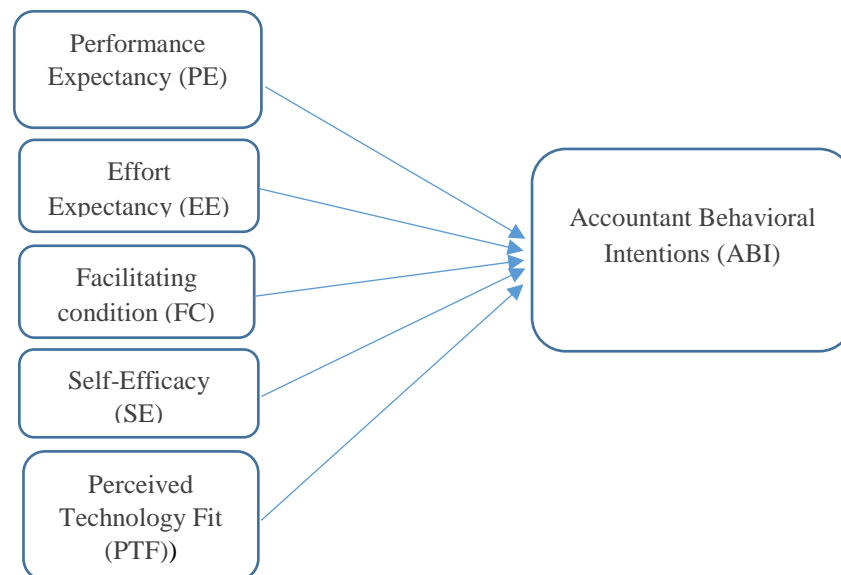 Performance
Expectancy (PE)
Effort
Expectancy (EE)
Facilitating
condition (FC)
Self-Efficacy
(SE)
Perceived
Technology Fit
(PTF))
Accountant Behavioral
Intentions (ABI)